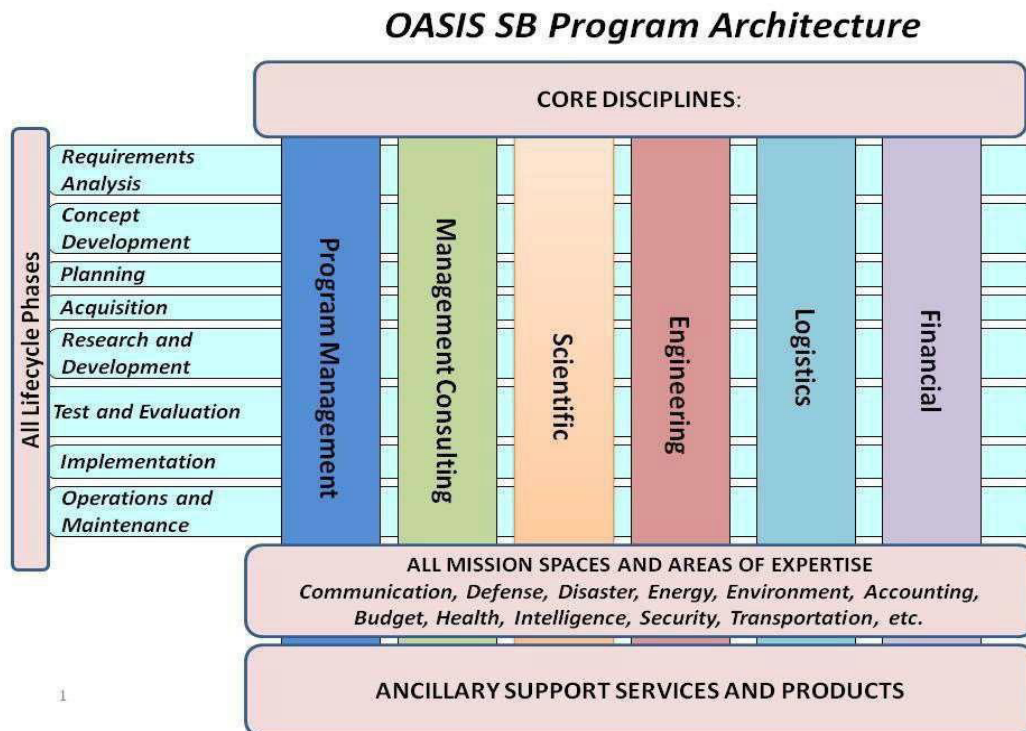 OASIS SB Program Architecture
CORE DISCIPLINES:
All Lifecycle Phases
Requirements
Analysis
Concept
Development
Planning
Acquisition
Research and
Development
Test and Evaluation
Implementation
Operations and
Maintenance
Program Management
Management Consulting
Scientific
Engineering
Logistics
Financial
ALL MISSION SPACES AND AREAS OF EXPERTISE
Communication, Defense, Disaster, Energy, Environment, Accounting,
Budget, Health, Intelligence, Security, Transportation, etc.
ANCILLARY SUPPORT SERVICES AND PRODUCTS
1